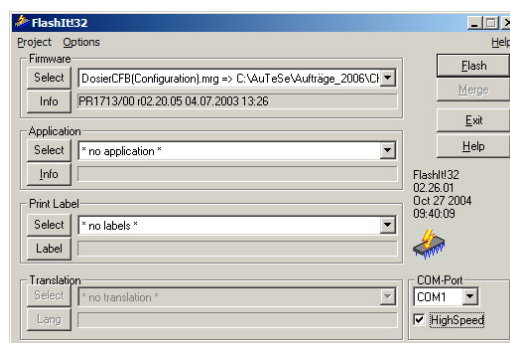 FlashIt!32
Project Options Help
Firmware
Select DosierCFB(Configuration).mrg => C:\AuTeSe\Aufträge_2006\C
Info PR1713/00 r02.20.05 04.07.2003 13:26
Flash
Merge
Application
Select * no application *
Info
Exit
Help
FlashIt!32
02.26.01
Oct 27 2004
09:40:09
Print Label
Select * no labels *
Label
Translation
Select * no translation *
Lang
COM-Port
COM1
HighSpeed